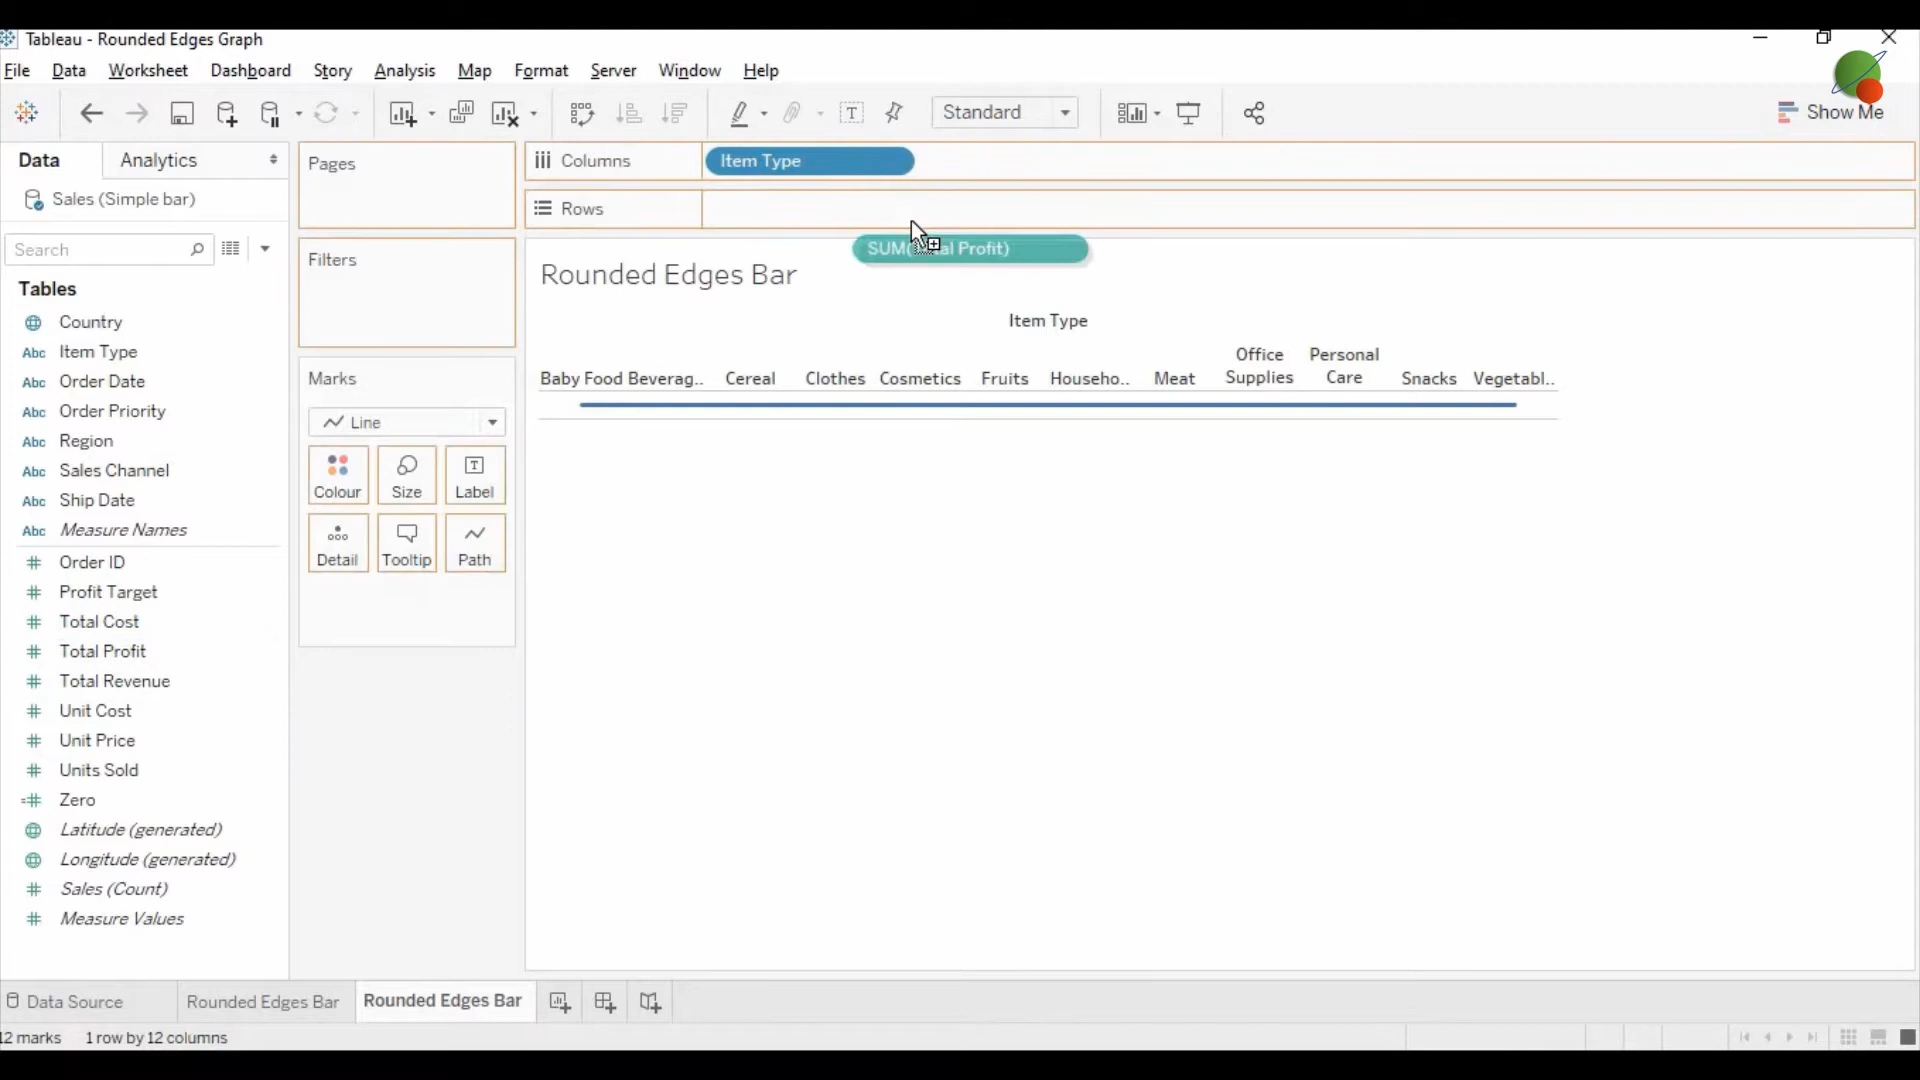 Tableau - Rounded Edges Graph
File Data Worksheet Dashboard Story Analysis Map Format Server Window Help
Standard
Show Me
Data Analytics
Sales (Simple bar)
Search
Tables
Country
Abc Item Type
Abc Order Date
Abc Order Priority
Abc Region
Abc Sales Channel
Abc Ship Date
Abc Measure Names
# Order ID
# Profit Target
# Total Cost
# Total Profit
# Total Revenue
# Unit Cost
# Unit Price
# Units Sold
=# Zero
Latitude (generated)
Longitude (generated)
# Sales (Count)
# Measure Values
Pages
Filters
Marks
Line
Colour Size Label
Detail Tooltip Path
Columns Item Type
Rows
Profit)
Rounded Edges Bar
Item Type
Baby Food Beverag.. Cereal Clothes Cosmetics Fruits Househo.. Meat Office Supplies Personal Care Snacks Vegetabl..
Data Source Rounded Edges Bar Rounded Edges Bar
12 marks 1 row by 12 columns